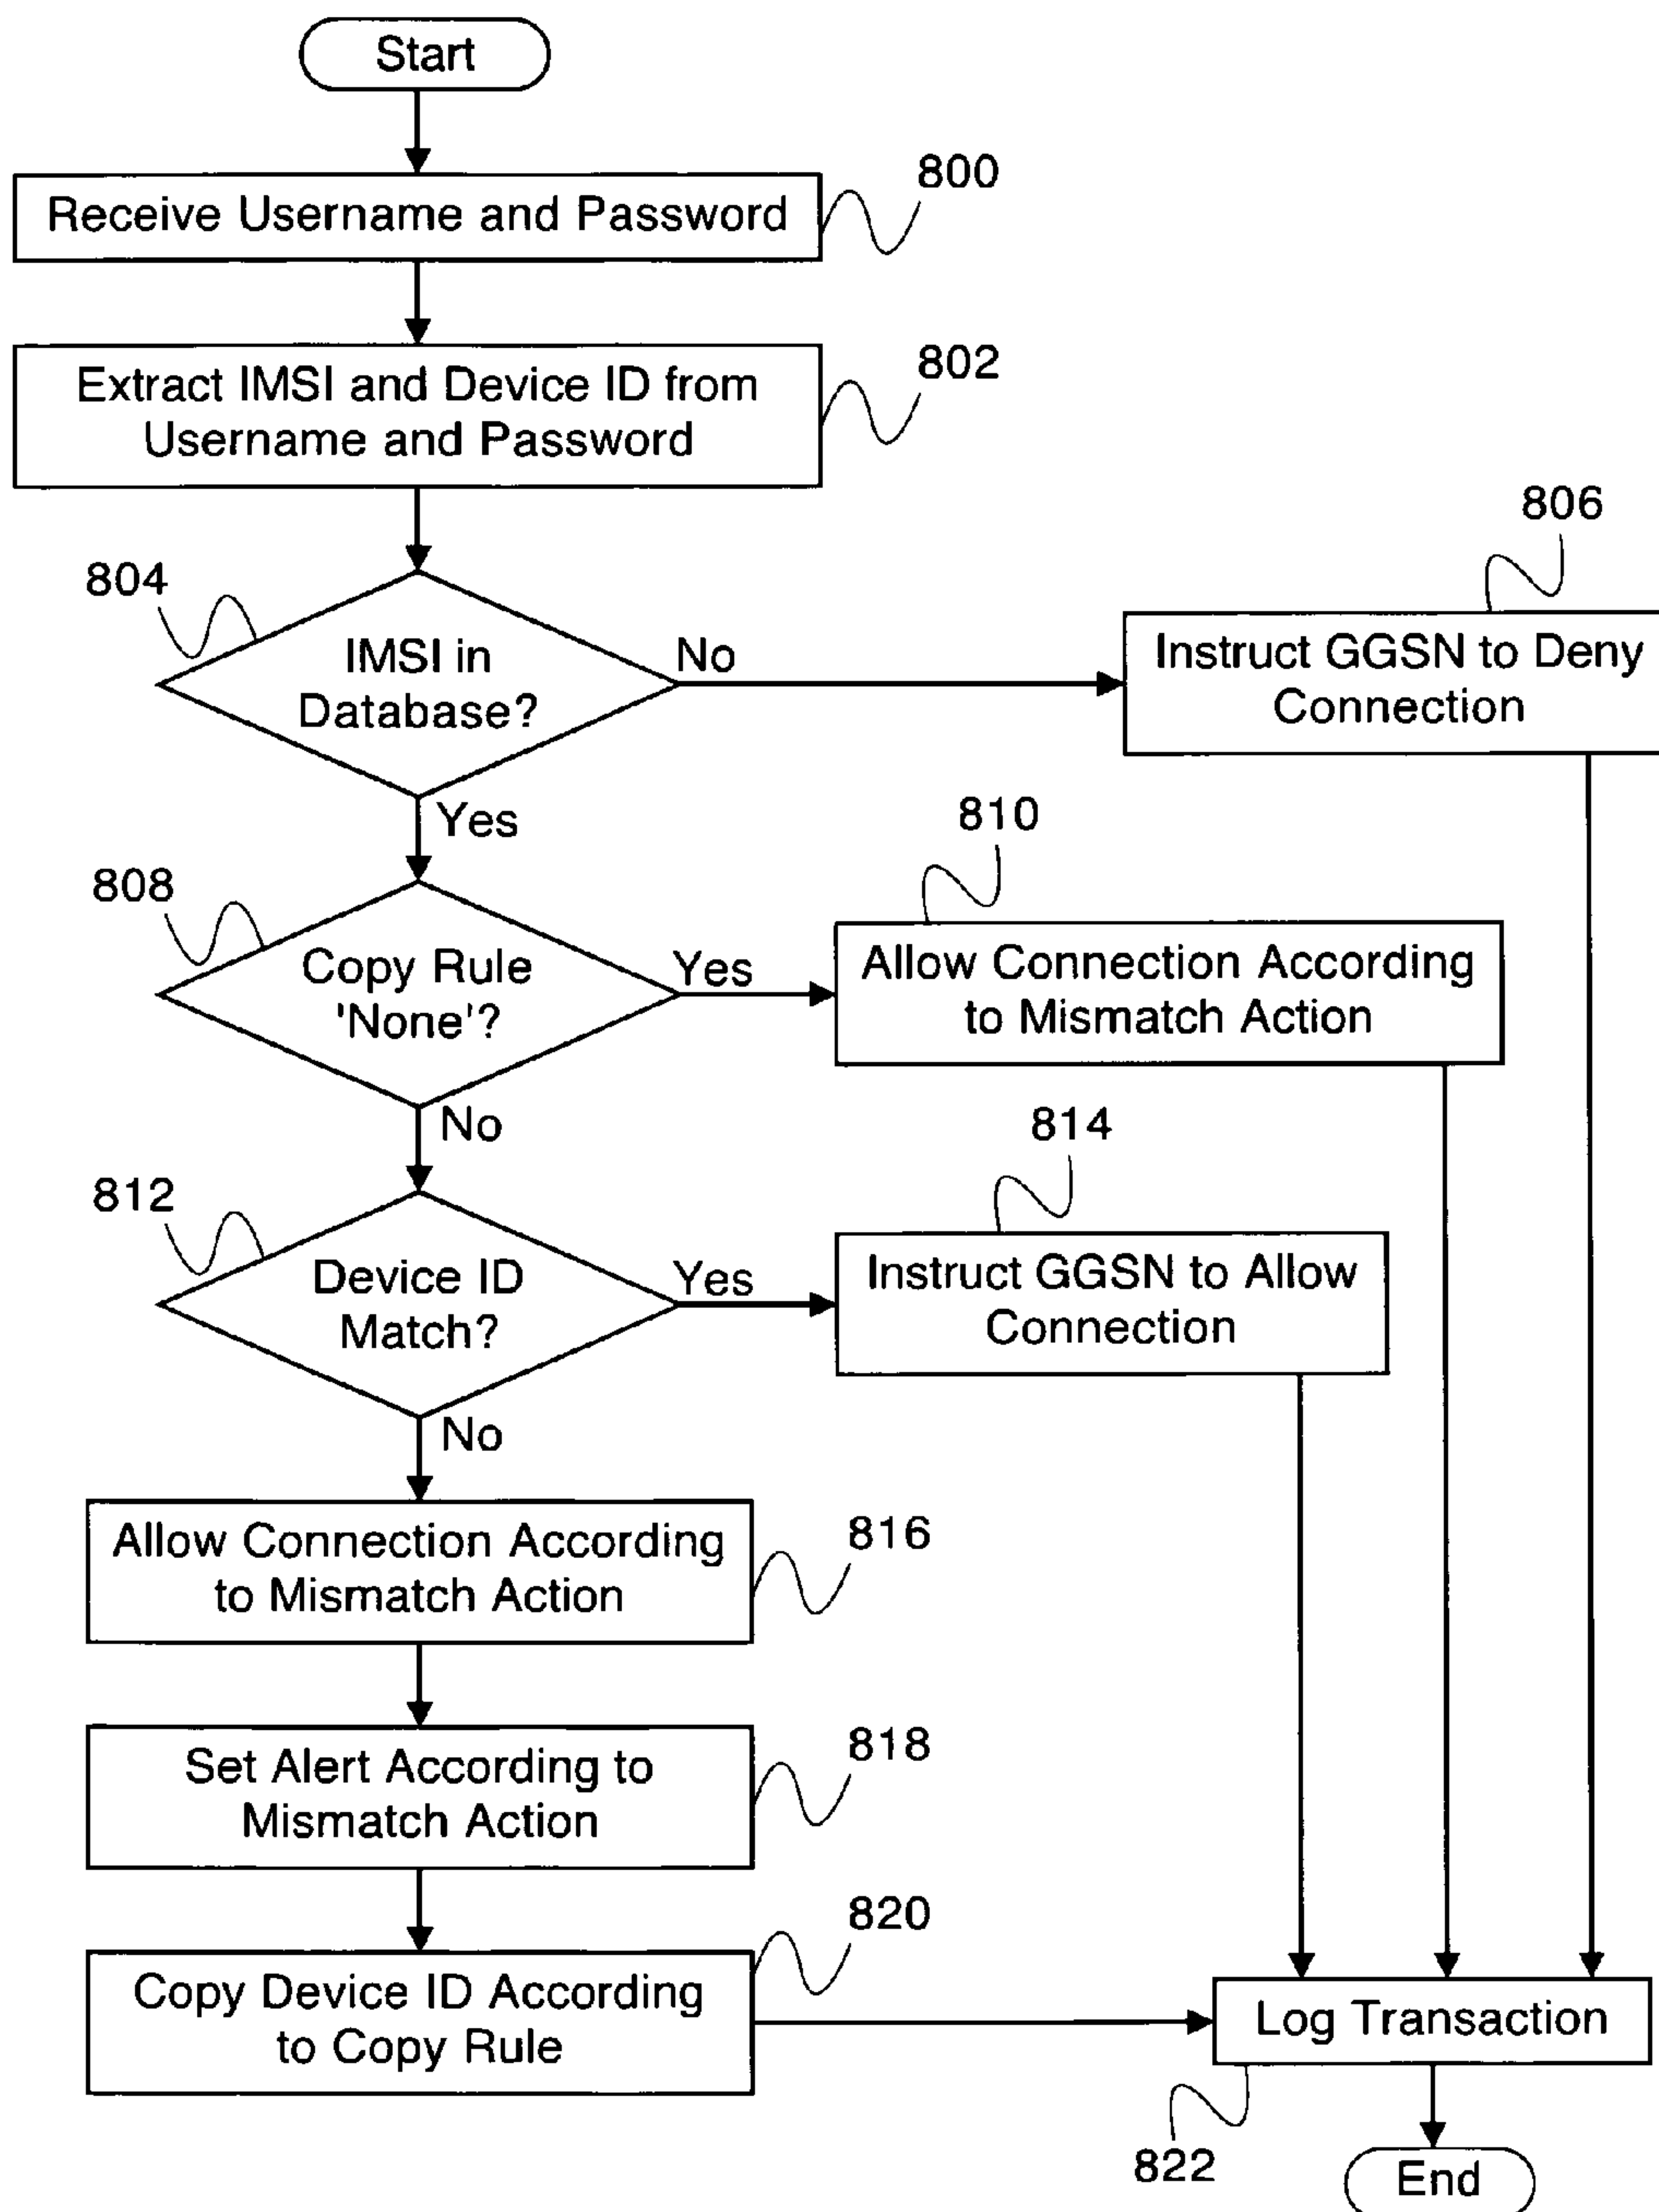 Start
800
Receive Username and Password
802
Extract IMSI and Device ID from
Username and Password
806
804
IMSI in
Database?
No
Instruct GGSN to Deny
Connection
Yes
810
808
Copy Rule
'None'?
Yes
Allow Connection According
to Mismatch Action
No
814
812
Device ID
Match?
Yes
Instruct GGSN to Allow
Connection
No
816
Allow Connection According
to Mismatch Action
818
Set Alert According to
Mismatch Action
820
Copy Device ID According
to Copy Rule
Log Transaction
822
End